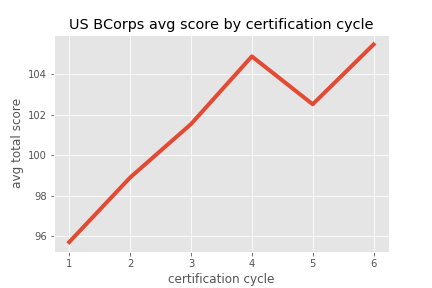 US BCorps avg score by certification cycle
avg total score
104
102
100
98
96
1 2 3 4 5 6
certification cycle